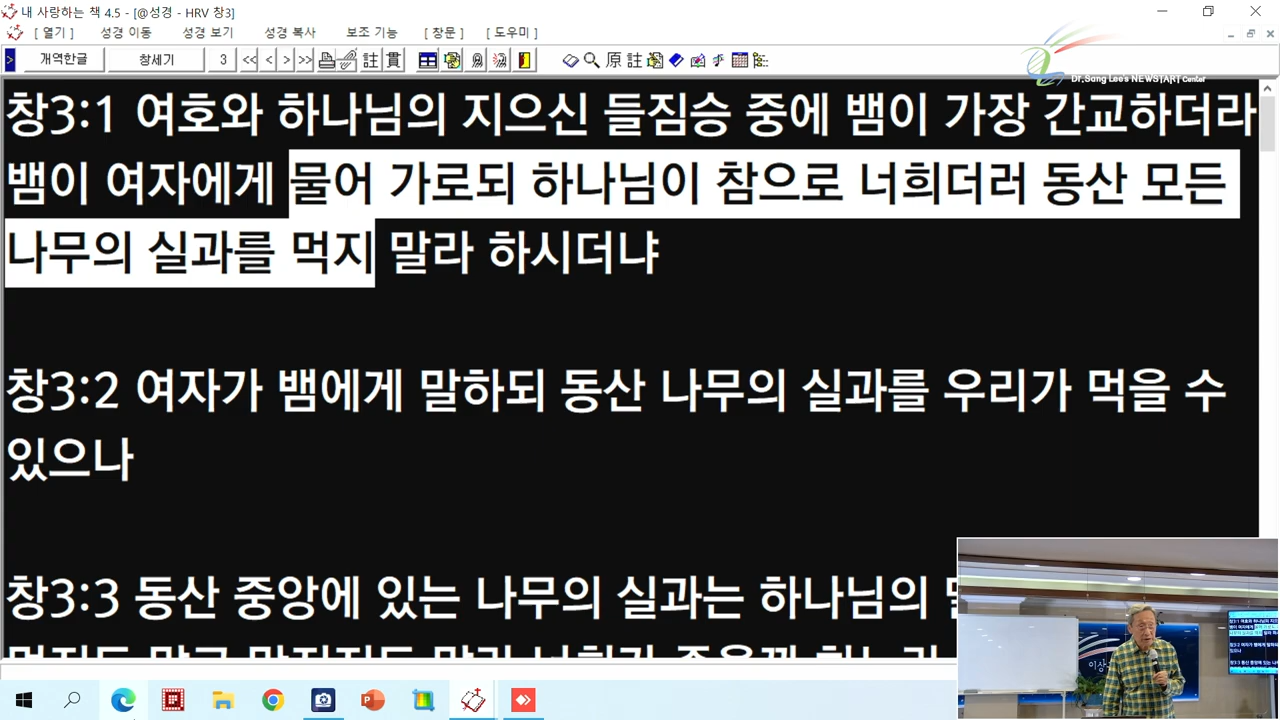 내 사랑하는 책 4.5 - [@성경 - HRV 창3]
[ 열기 ] 성경 이동 성경 보기 성경 복사 보조 기능 [ 창문 ] [ 도우미 ]
개역한글 창세기 3 << < > >> 註 貫 原 註
Dr.Sang Lee's NEWSTART Center
창3:1 여호와 하나님의 지으신 들짐승 중에 뱀이 가장 간교하더라
뱀이 여자에게 물어 가로되 하나님이 참으로 너희더러 동산 모든
나무의 실과를 먹지 말라 하시더냐
창3:2 여자가 뱀에게 말하되 동산 나무의 실과를 우리가 먹을 수
있으나
창3:3 동산 중앙에 있는 나무의 실과는 하나님의